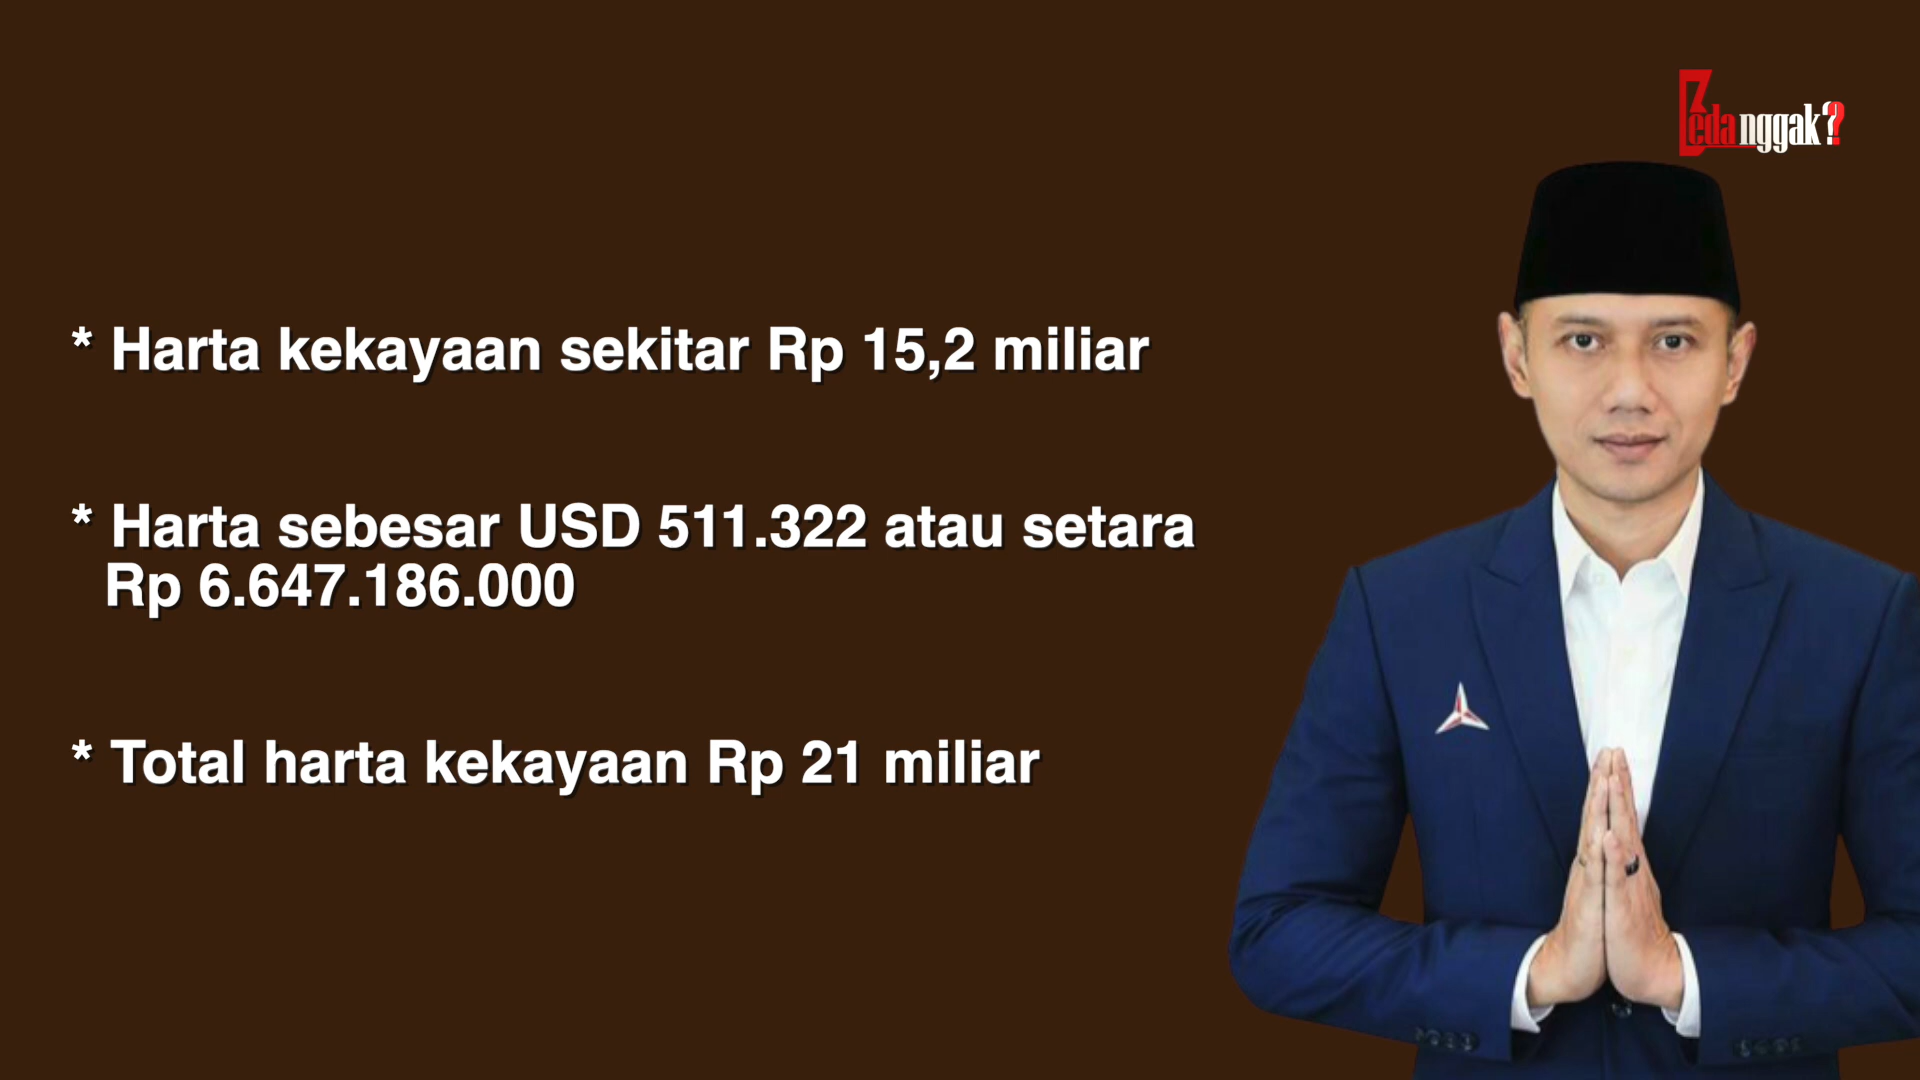 Bedanggak?
* Harta kekayaan sekitar Rp 15,2 miliar
* Harta sebesar USD 511.322 atau setara
Rp 6.647.186.000
* Total harta kekayaan Rp 21 miliar